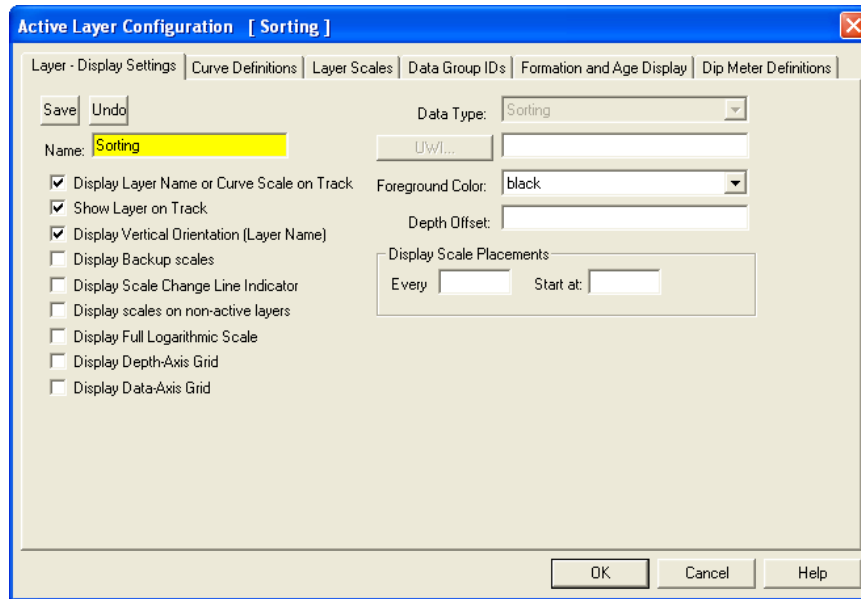 Active Layer Configuration [ Sorting ]
Layer - Display Settings Curve Definitions Layer Scales Data Group IDs Formation and Age Display Dip Meter Definitions
Save Undo
Name: Sorting
Display Layer Name or Curve Scale on Track
Show Layer on Track
Display Vertical Orientation (Layer Name)
Display Backup scales
Display Scale Change Line Indicator
Display scales on non-active layers
Display Full Logarithmic Scale
Display Depth-Axis Grid
Display Data-Axis Grid
Data Type: Sorting
UWI...
Foreground Color: black
Depth Offset:
Display Scale Placements
Every Start at:
OK Cancel Help